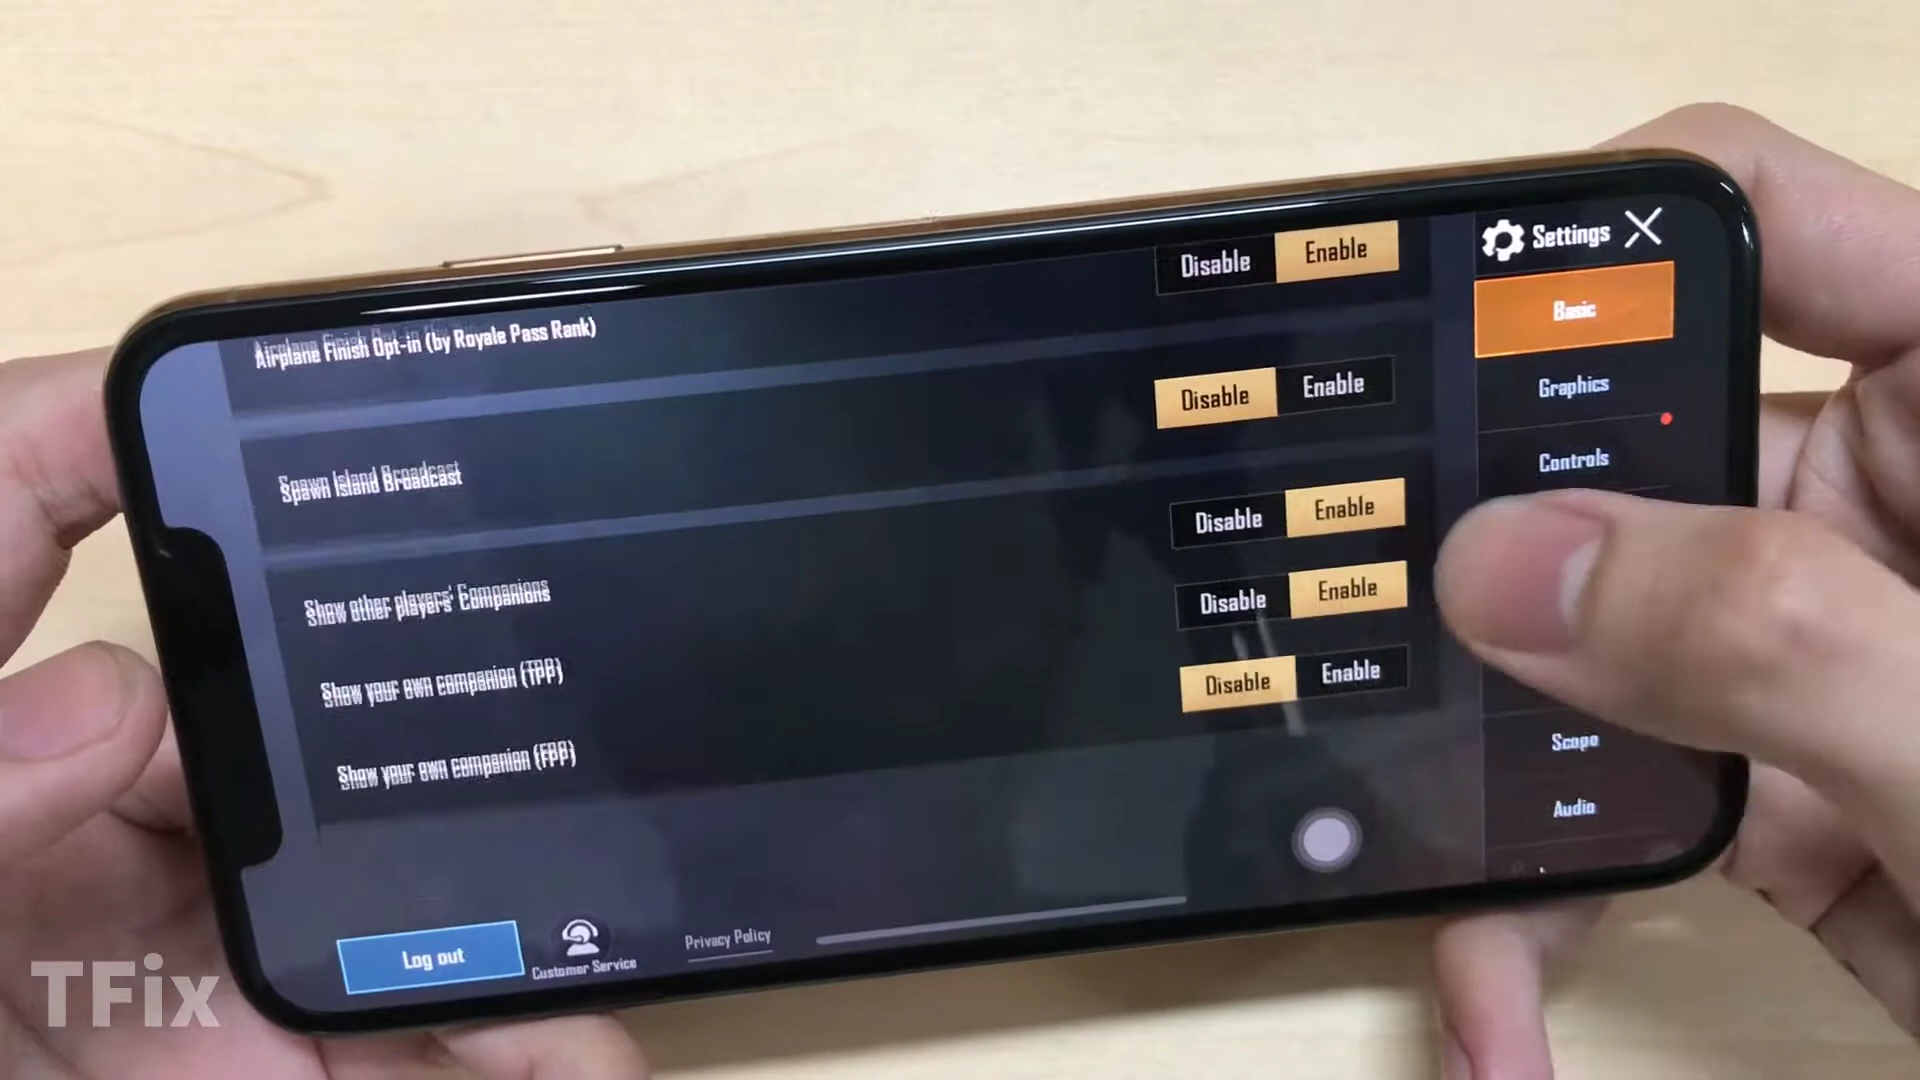 Settings
Disable Enable
Airplane Finish Opt-in (by Royale Pass Rank)
Basic
Disable Enable
Graphics
Spawn Island Broadcast
Controls
Disable Enable
Show other players' Companions
Disable Enable
Show your own companion (TPP)
Disable Enable
Show your own companion (FPP)
Scope
Audio
Log out
Customer Service
Privacy Policy
TFix